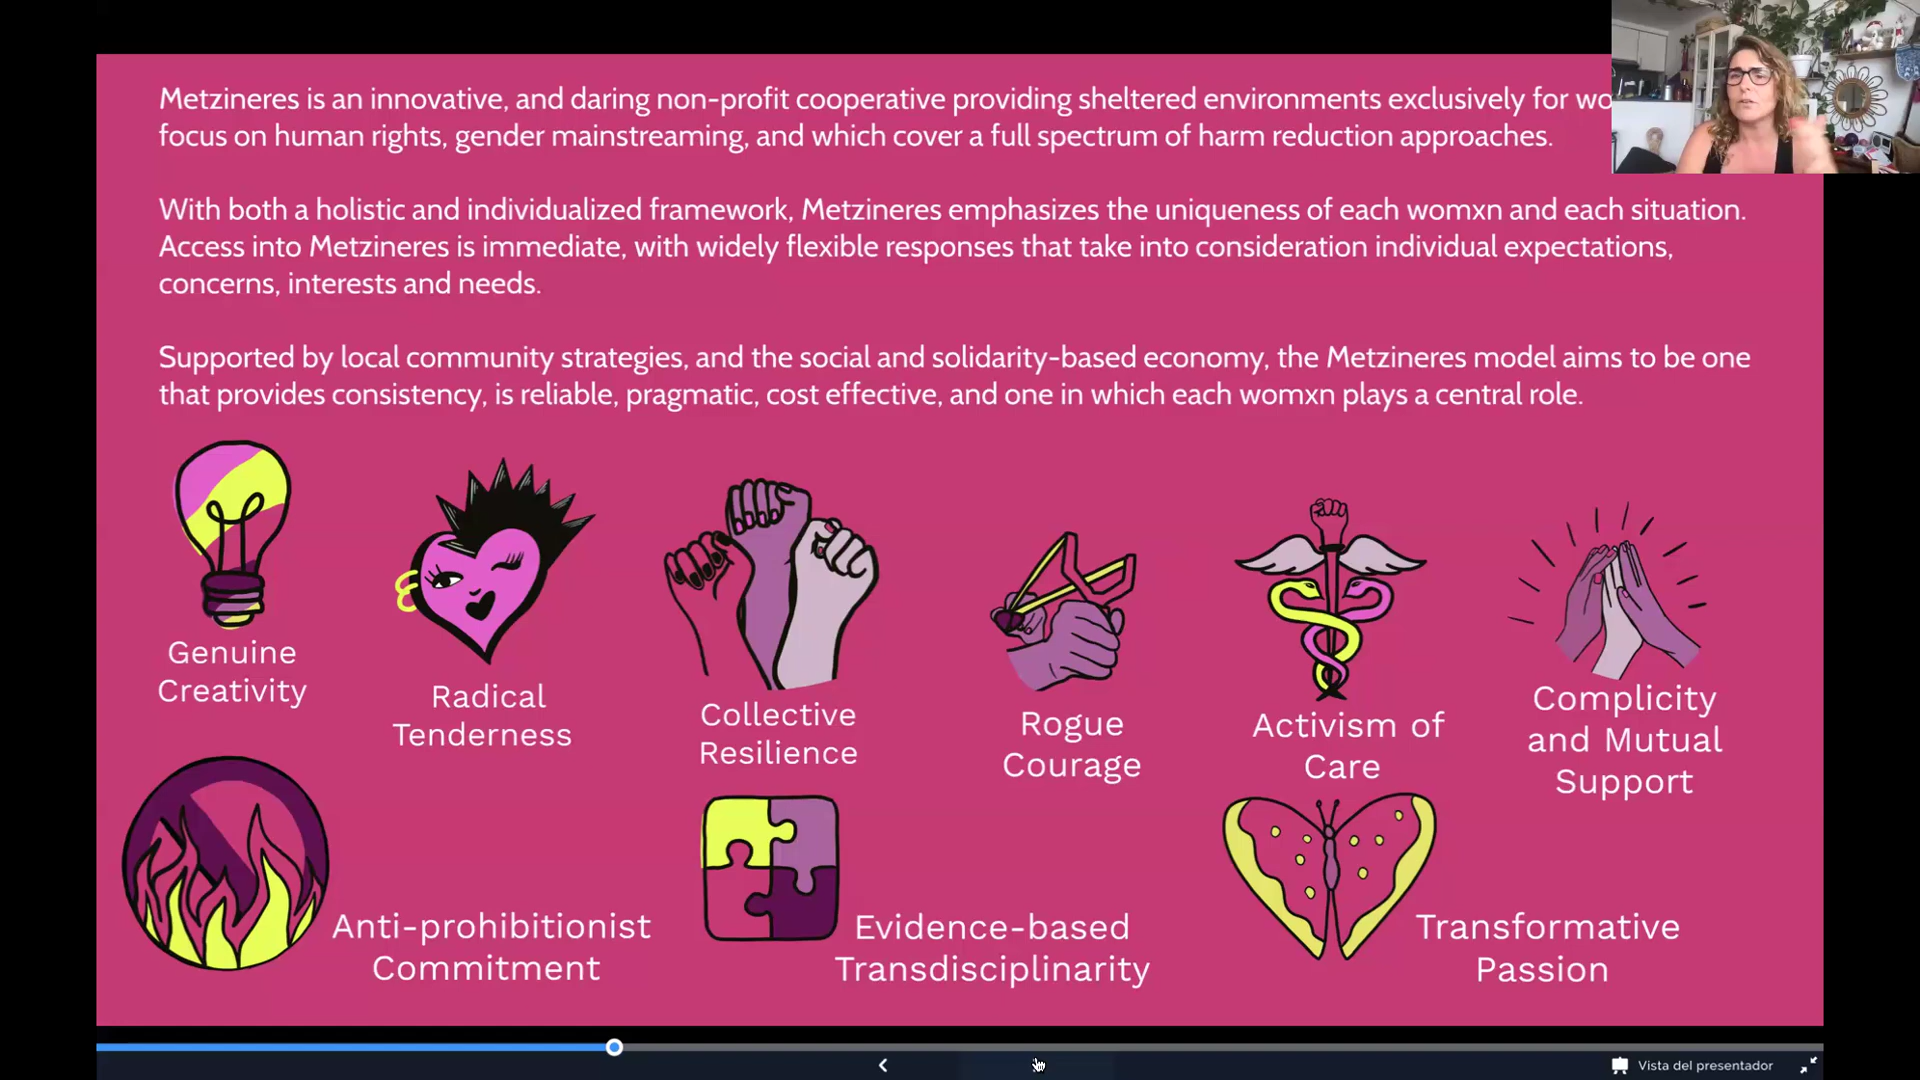 Metzineres is an innovative, and daring non-profit cooperative providing sheltered environments exclusively for
focus on human rights, gender mainstreaming, and which cover a full spectrum of harm reduction approaches.
With both a holistic and individualized framework, Metzineres emphasizes the uniqueness of each womxn and each situation.
Access into Metzineres is immediate, with widely flexible responses that take into consideration individual expectations,
concerns, interests and needs.
Supported by local community strategies, and the social and solidarity-based economy, the Metzineres model aims to be one
that provides consistency, is reliable, pragmatic, cost effective, and one in which each womxn plays a central role.
Genuine
Creativity
Radical
Tenderness
Collective
Resilience
Rogue
Courage
Activism of
Care
Complicity
and Mutual
Support
Anti-prohibitionist
Commitment
Evidence-based
Transdisciplinarity
Transformative
Passion
Vista del presentador